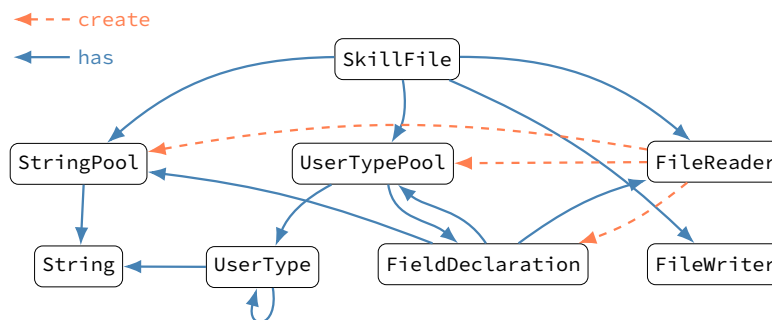 create
has
SkillFile
StringPool
UserTypePool
FileReader
String
UserType
FieldDeclaration
FileWriter